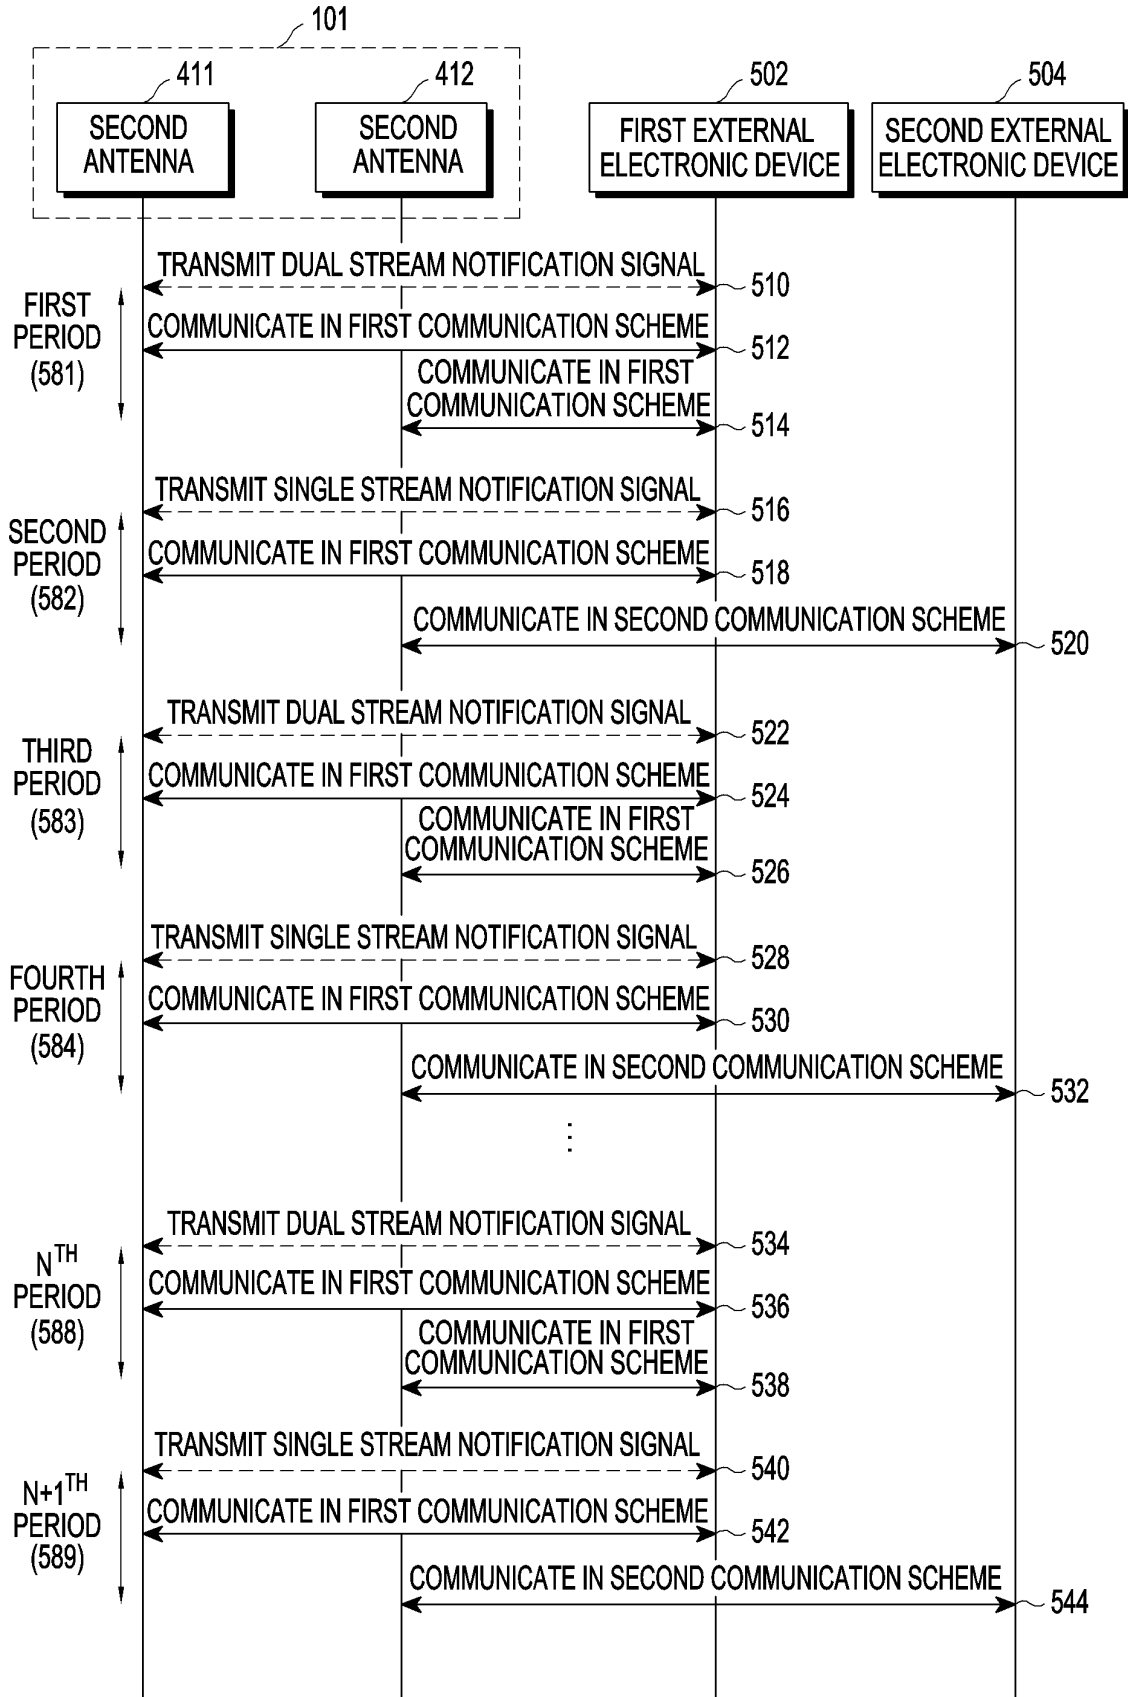 101
411
412
502
504
SECOND
ANTENNA
SECOND
ANTENNA
FIRST EXTERNAL
ELECTRONIC DEVICE
SECOND EXTERNAL
ELECTRONIC DEVICE
FIRST
PERIOD
(581)
TRANSMIT DUAL STREAM NOTIFICATION SIGNAL
510
COMMUNICATE IN FIRST COMMUNICATION SCHEME
512
COMMUNICATE IN FIRST
COMMUNICATION SCHEME
514
SECOND
PERIOD
(582)
TRANSMIT SINGLE STREAM NOTIFICATION SIGNAL
516
COMMUNICATE IN FIRST COMMUNICATION SCHEME
518
COMMUNICATE IN SECOND COMMUNICATION SCHEME
520
THIRD
PERIOD
(583)
TRANSMIT DUAL STREAM NOTIFICATION SIGNAL
522
COMMUNICATE IN FIRST COMMUNICATION SCHEME
524
COMMUNICATE IN FIRST
COMMUNICATION SCHEME
526
FOURTH
PERIOD
(584)
TRANSMIT SINGLE STREAM NOTIFICATION SIGNAL
528
COMMUNICATE IN FIRST COMMUNICATION SCHEME
530
COMMUNICATE IN SECOND COMMUNICATION SCHEME
532
⋮
N^TH
PERIOD
(588)
TRANSMIT DUAL STREAM NOTIFICATION SIGNAL
534
COMMUNICATE IN FIRST COMMUNICATION SCHEME
536
COMMUNICATE IN FIRST
COMMUNICATION SCHEME
538
N+1^TH
PERIOD
(589)
TRANSMIT SINGLE STREAM NOTIFICATION SIGNAL
540
COMMUNICATE IN FIRST COMMUNICATION SCHEME
542
COMMUNICATE IN SECOND COMMUNICATION SCHEME
544